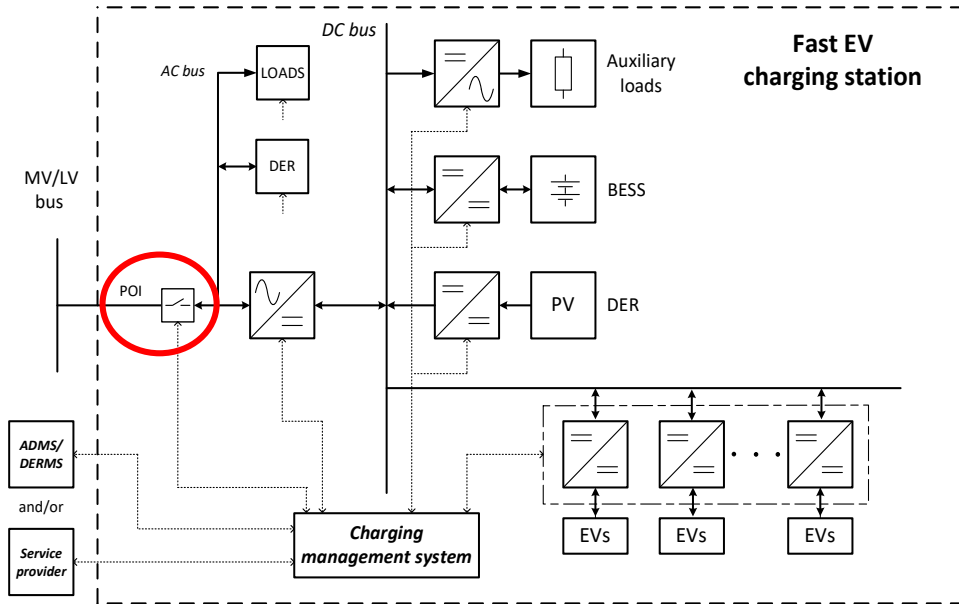 DC bus
Fast EV
charging station
AC bus
LOADS
Auxiliary
loads
DER
MV/LV
bus
BESS
POI
PV
DER
ADMS/
DERMS
and/or
Service
provider
Charging
management system
EVs
EVs
EVs